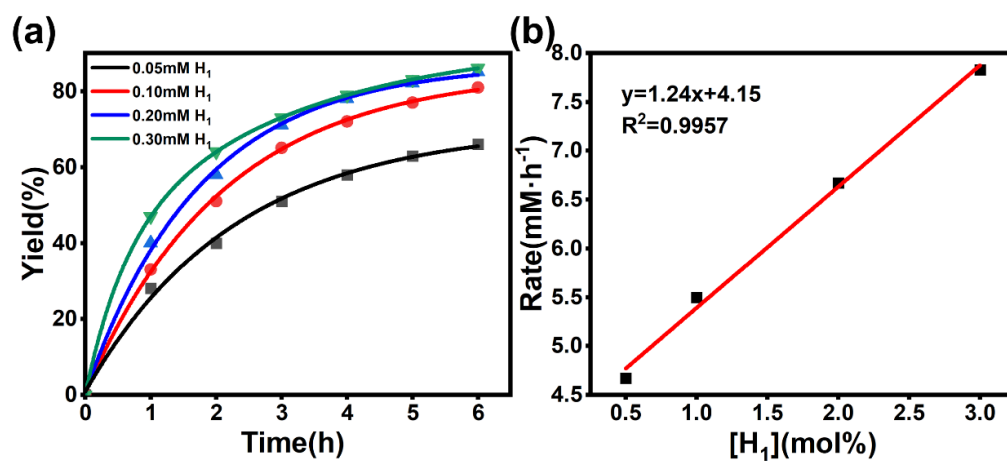 (a)
0.05mM H₁
0.10mM H₁
0.20mM H₁
0.30mM H₁
80
60
40
20
0
0 1 2 3 4 5 6
Yield(%)
Time(h)
(b)
y=1.24x+4.15
R²=0.9957
8.0
7.5
7.0
6.5
6.0
5.5
5.0
4.5
0.5 1.0 1.5 2.0 2.5 3.0
Rate(mM·h⁻¹)
[H₁](mol%)